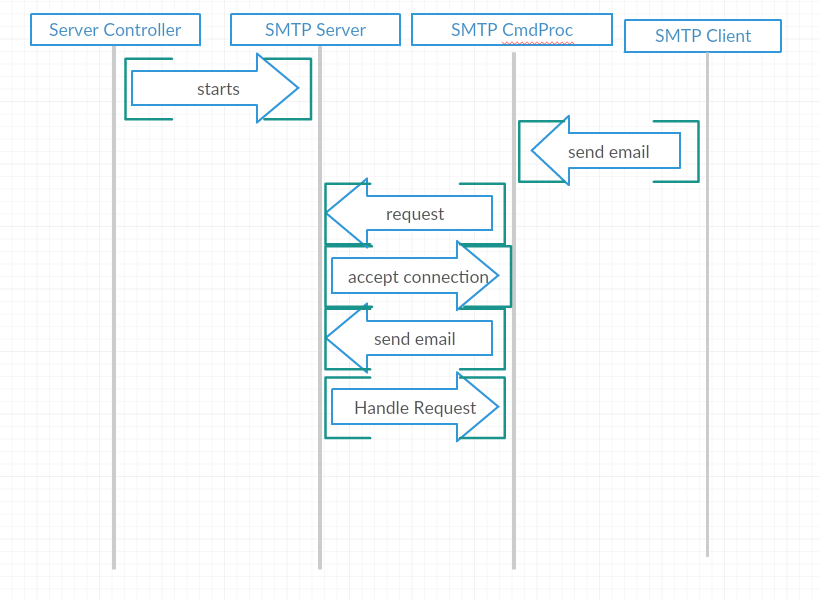 Server Controller
SMTP Server
SMTP CmdProc
SMTP Client
starts
send email
request
accept connection
send email
Handle Request